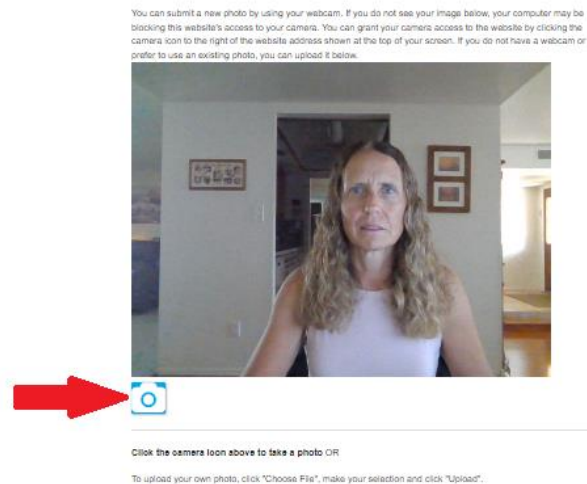 You can submit a new photo by using your webcam. If you do not see your image below, your computer may be
blocking this website's access to your camera. You can grant your camera access to the website by clicking the
camera icon to the right of the website address shown at the top of your screen. If you do not have a webcam or
prefer to use an existing photo, you can upload it below.
Click the camera icon above to take a photo OR
To upload your own photo, click "Choose File", make your selection and click "Upload".